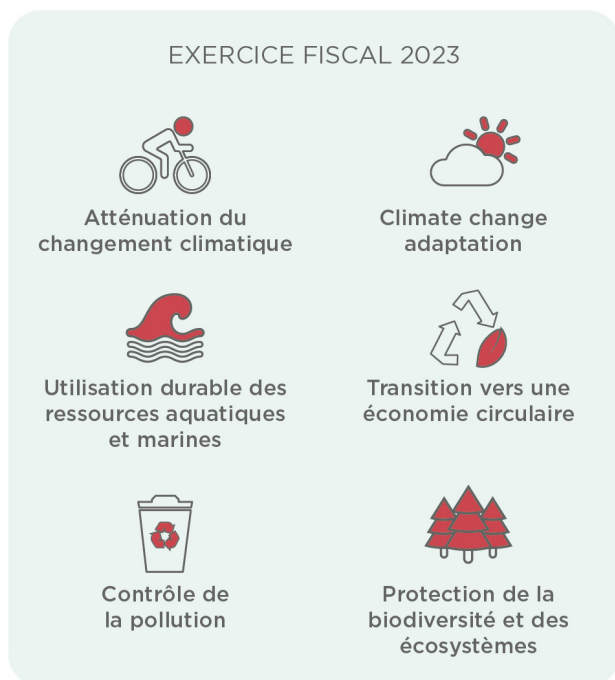 EXERCICE FISCAL 2023
Atténuation du
changement climatique
Climate change
adaptation
Utilisation durable des
ressources aquatiques
et marines
Transition vers une
économie circulaire
Contrôle de
la pollution
Protection de la
biodiversité et des
écosystèmes